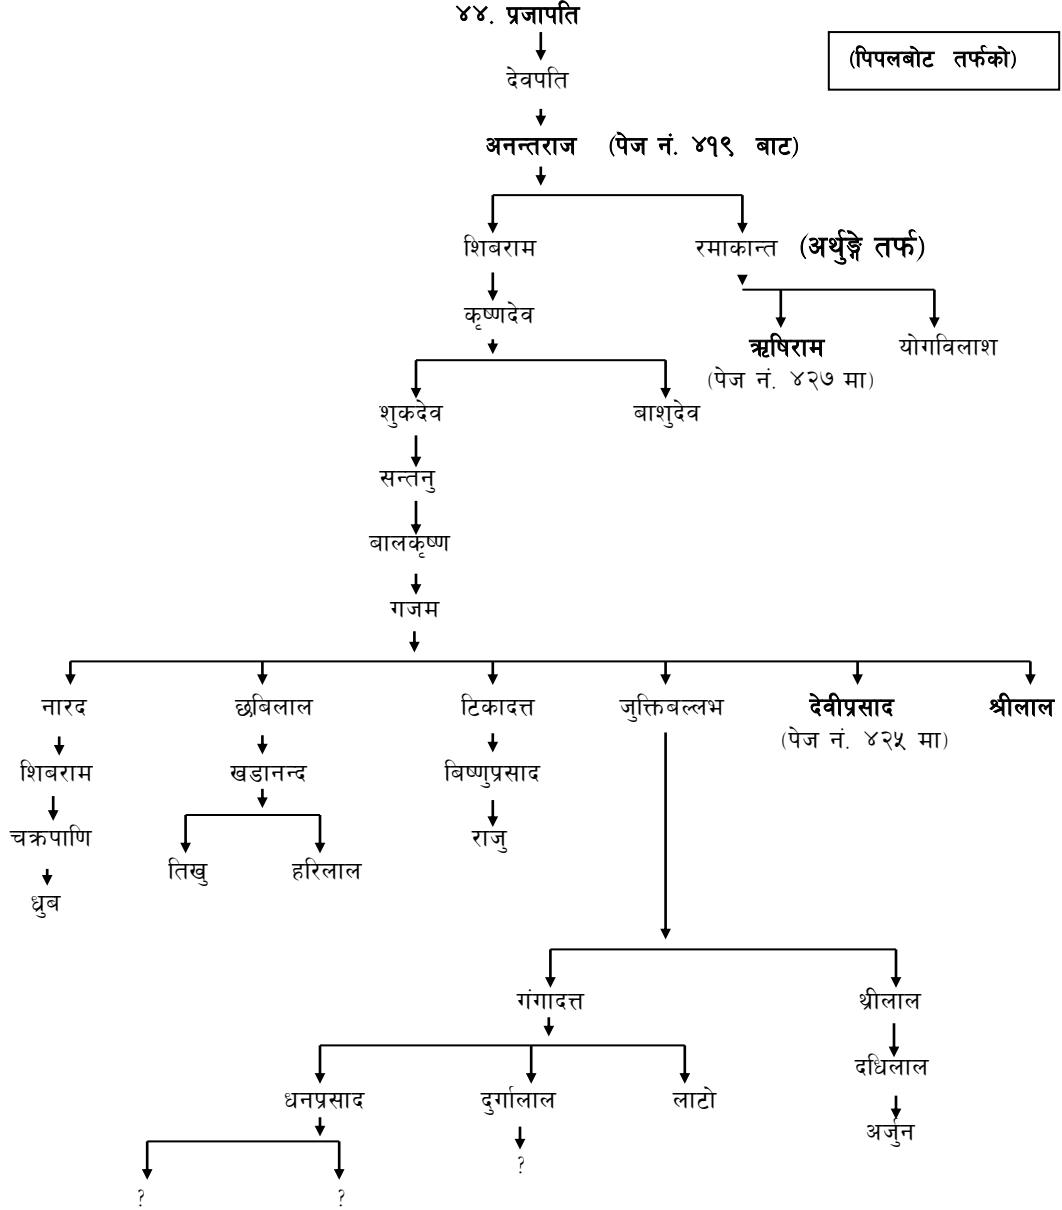 ४४. प्रजापति
(पिपलबोट तर्फको)
देवपति
अनन्तराज (पेज नं. ४१९ बाट)
शिबराम रमाकान्त (अर्थुङ्गे तर्फ)
कृष्णदेव
ऋषिराम योगविलाश
(पेज नं. ४२७ मा)
शुकदेव बाशुदेव
सन्तनु
बालकृष्ण
गजम
नारद छबिलाल टिकादत्त जुक्तिबल्लभ देवीप्रसाद श्रीलाल
(पेज नं. ४२५ मा)
शिबराम खडानन्द बिष्णुप्रसाद
चक्रपाणि राजु
तिखु हरिलाल
ध्रुब
गंगादत्त थ्रीलाल
दधिलाल
धनप्रसाद दुर्गालाल लाटो
अर्जुन
?
? ?